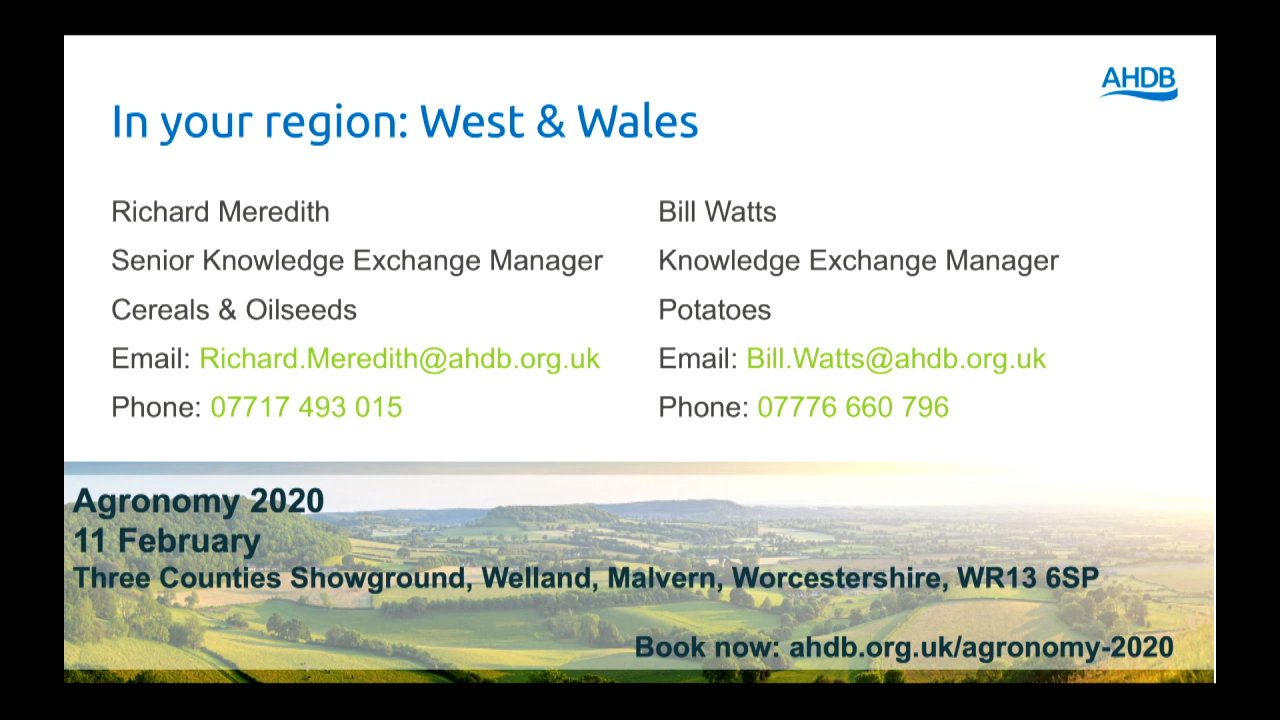 AHDB
In your region: West & Wales
Richard Meredith
Senior Knowledge Exchange Manager
Cereals & Oilseeds
Email: Richard.Meredith@ahdb.org.uk
Phone: 07717 493 015
Bill Watts
Knowledge Exchange Manager
Potatoes
Email: Bill.Watts@ahdb.org.uk
Phone: 07776 660 796
Agronomy 2020
11 February
Three Counties Showground, Welland, Malvern, Worcestershire, WR13 6SP
Book now: ahdb.org.uk/agronomy-2020